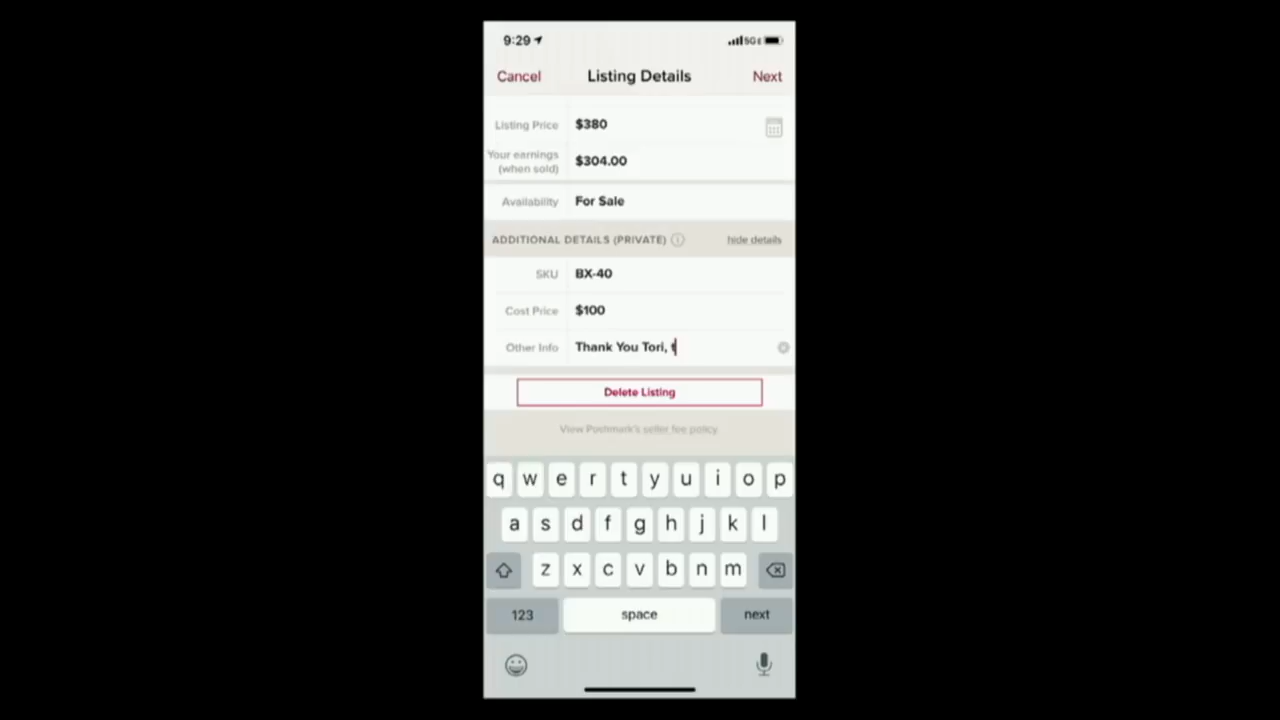 9:29
5G
Cancel Listing Details Next
Listing Price $380
Your earnings (when sold) $304.00
Availability For Sale
ADDITIONAL DETAILS (PRIVATE) hide details
SKU BX-40
Cost Price $100
Other Info Thank You Tori, t
Delete Listing
View Poshmark's seller fee policy
q w e r t y u i o p
a s d f g h j k l
z x c v b n m
123 space next